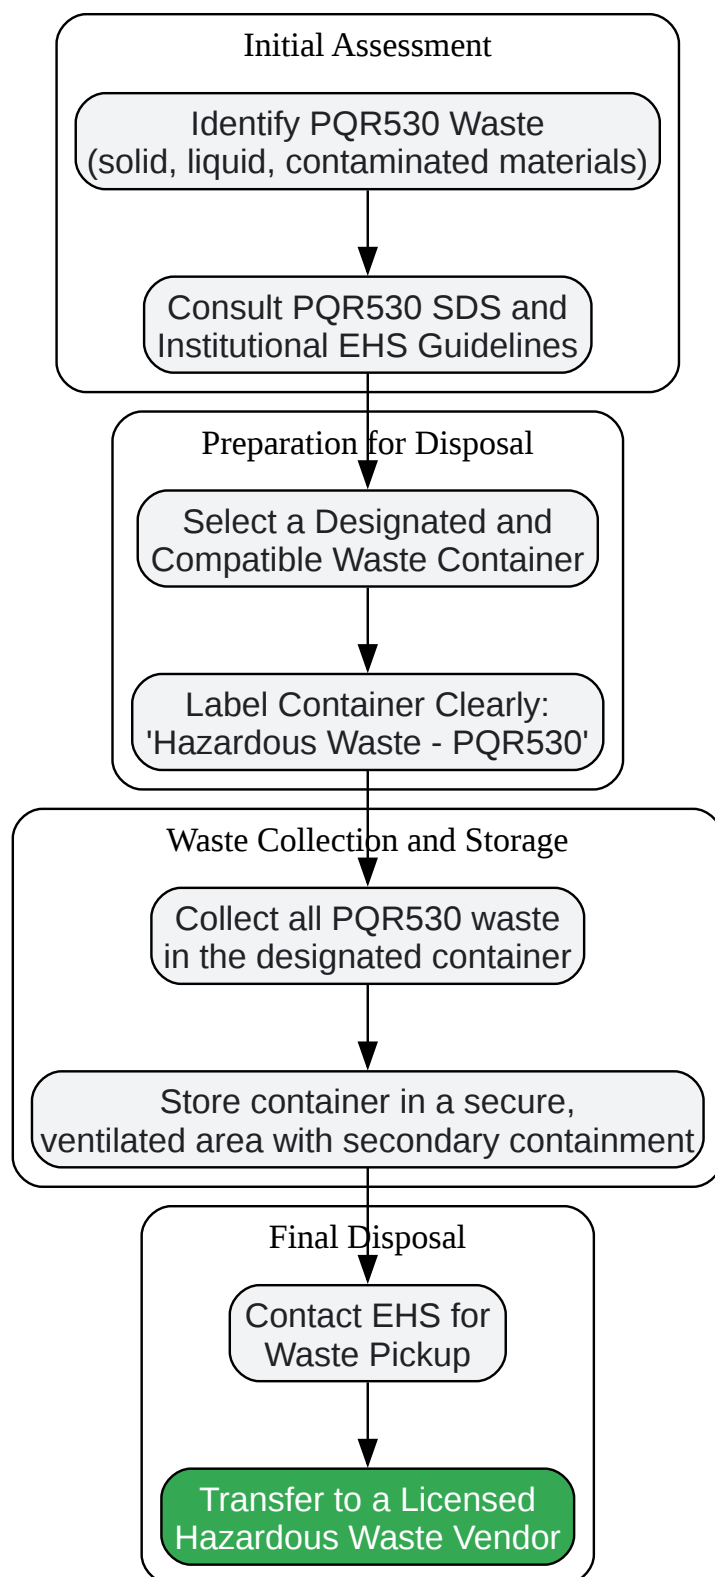 Initial Assessment
Identify PQR530 Waste
(solid, liquid, contaminated materials)
Consult PQR530 SDS and
Institutional EHS Guidelines
Preparation for Disposal
Select a Designated and
Compatible Waste Container
Label Container Clearly:
'Hazardous Waste - PQR530'
Waste Collection and Storage
Collect all PQR530 waste
in the designated container
Store container in a secure,
ventilated area with secondary containment
Final Disposal
Contact EHS for
Waste Pickup
Transfer to a Licensed
Hazardous Waste Vendor